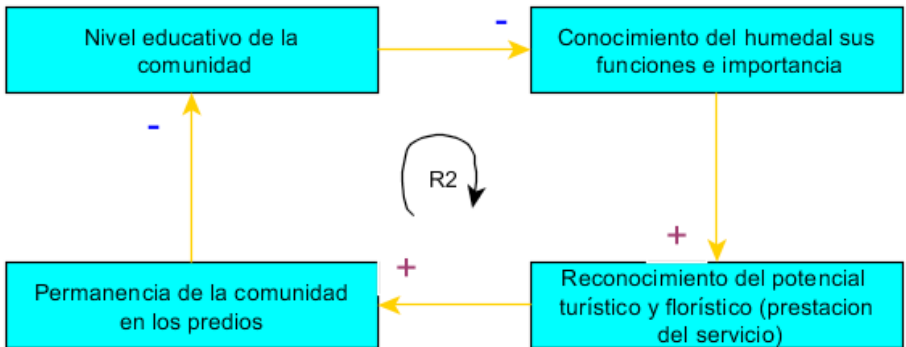 Nivel educativo de la
comunidad
-
Conocimiento del humedal sus
funciones e importancia
-
R2
+
+
Permanencia de la comunidad
en los predios
Reconocimiento del potencial
turístico y florístico (prestacion
del servicio)